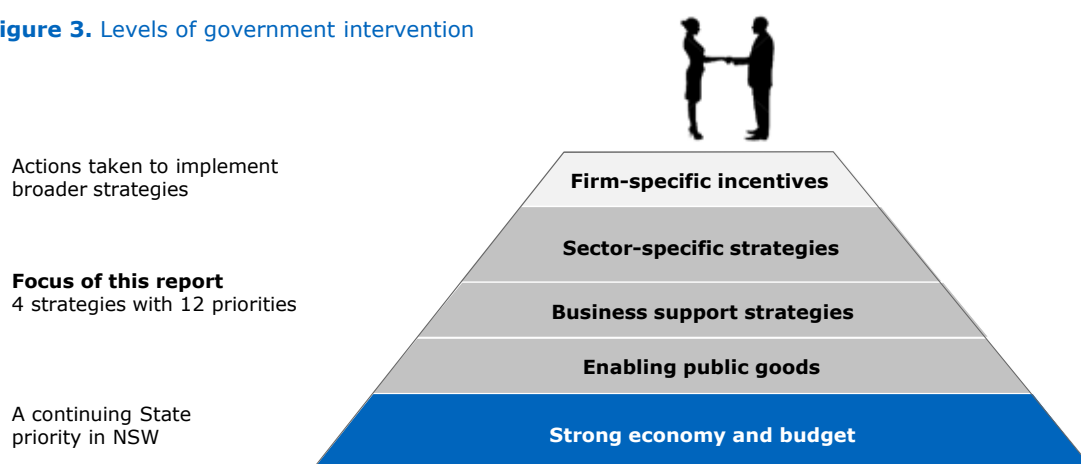 igure 3. Levels of government intervention
Actions taken to implement
broader strategies
Firm-specific incentives
Sector-specific strategies
Focus of this report
4 strategies with 12 priorities
Business support strategies
Enabling public goods
A continuing State
priority in NSW
Strong economy and budget